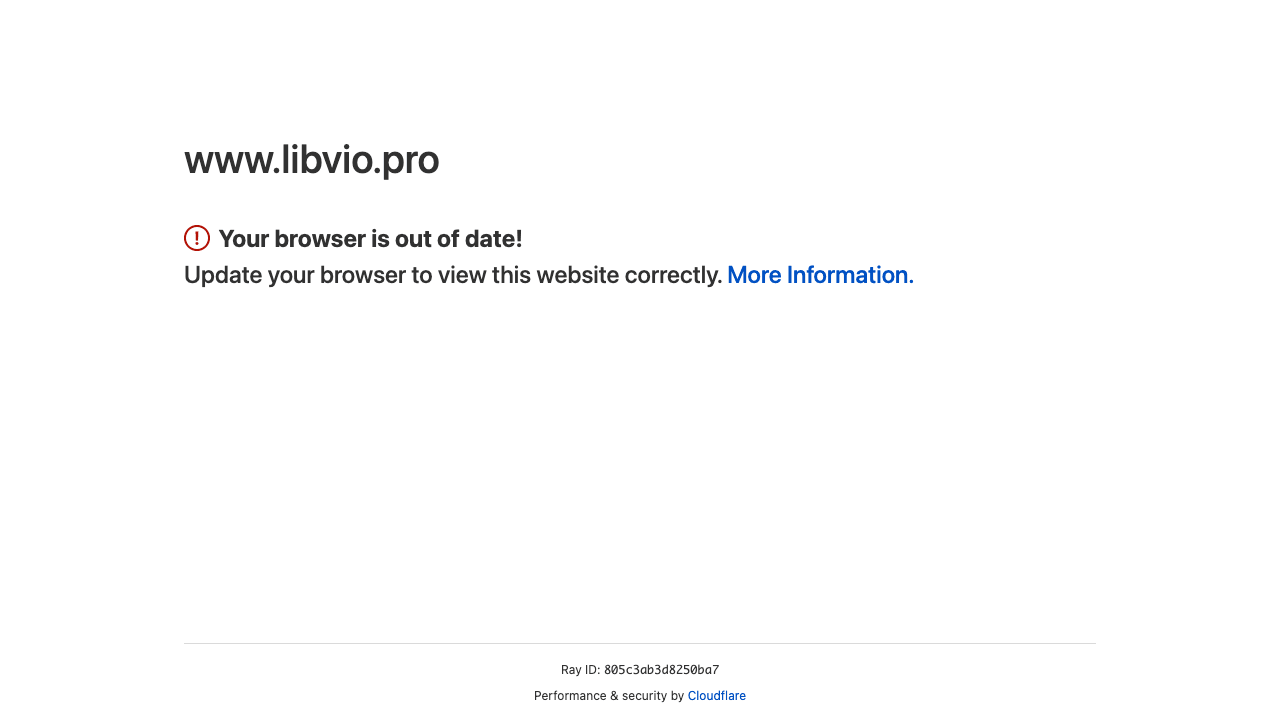 www.libvio.pro
Your browser is out of date!
Update your browser to view this website correctly. More Information.
Ray ID: 805c3ab3d8250ba7
Performance & security by Cloudflare